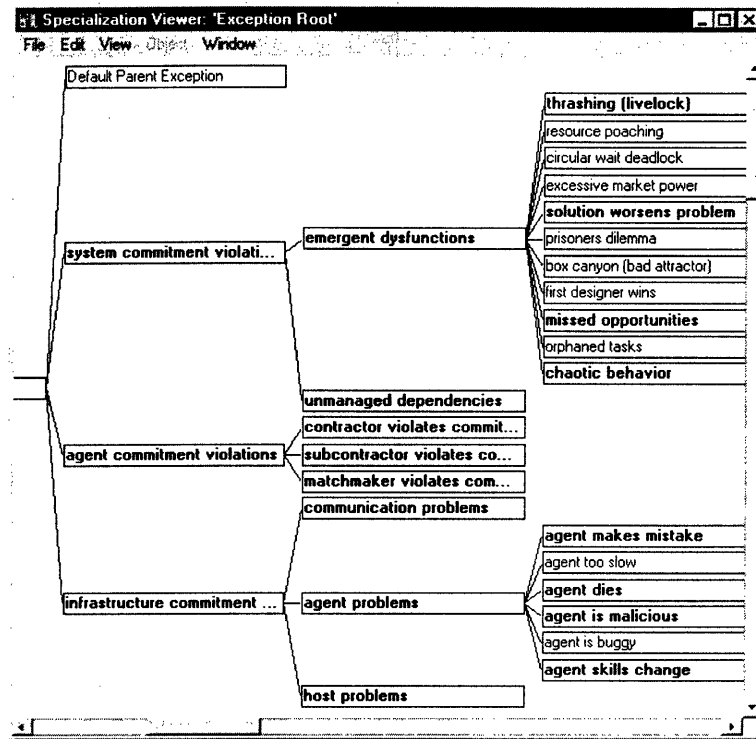 Specialization Viewer: 'Exception Root'
File Edit View Object Window
Default Parent Exception
system commitment violati...
agent commitment violations
infrastructure commitment ...
emergent dysfunctions
unmanaged dependencies
contractor violates commit...
subcontractor violates co...
matchmaker violates com...
communication problems
agent problems
host problems
thrashing (livelock)
resource poaching
circular wait deadlock
excessive market power
solution worsens problem
prisoners dilemma
box canyon (bad attractor)
first designer wins
missed opportunities
orphaned tasks
chaotic behavior
agent makes mistake
agent too slow
agent dies
agent is malicious
agent is buggy
agent skills change